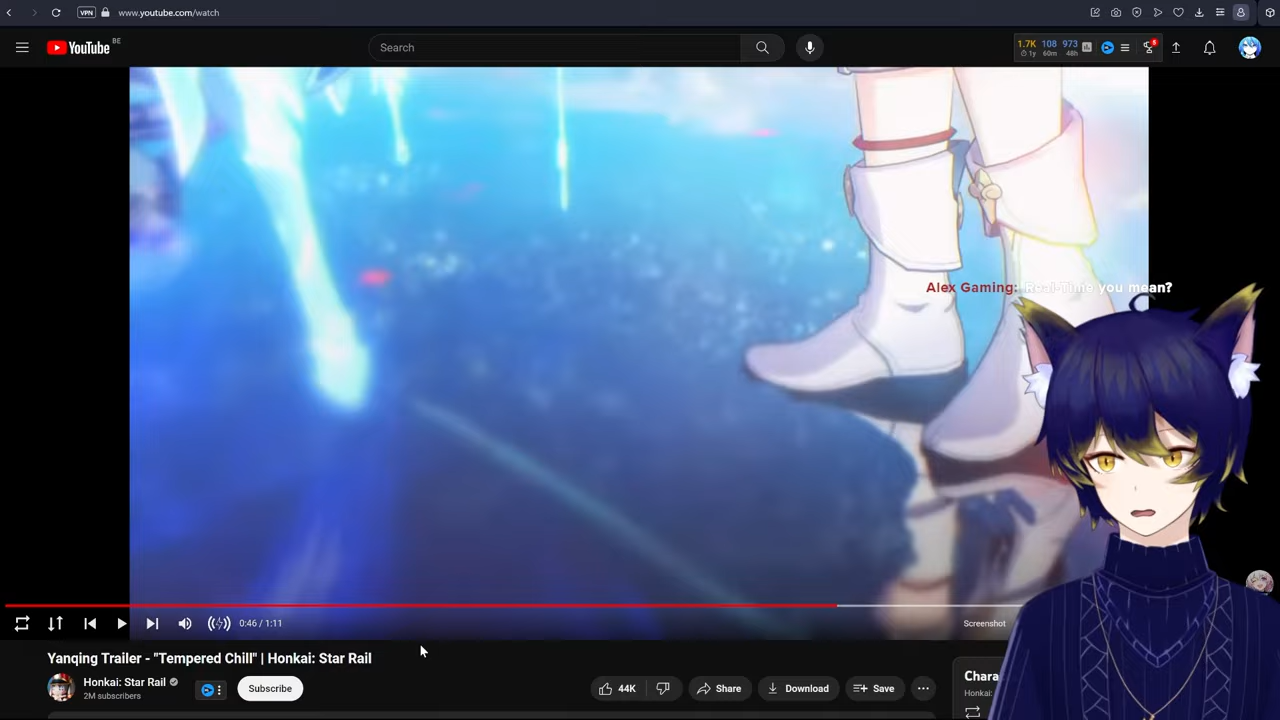 VPN
www.youtube.com/watch
YouTube BE
Search
1.7K 108 973
1y 60m 48h
6
Alex Gaming: Real-Time you mean?
0:46 / 1:11
Screenshot
Yanqing Trailer - "Tempered Chill" | Honkai: Star Rail
Honkai: Star Rail
2M subscribers
Subscribe
44K
Share
Download
Save
Chara
Honkai: